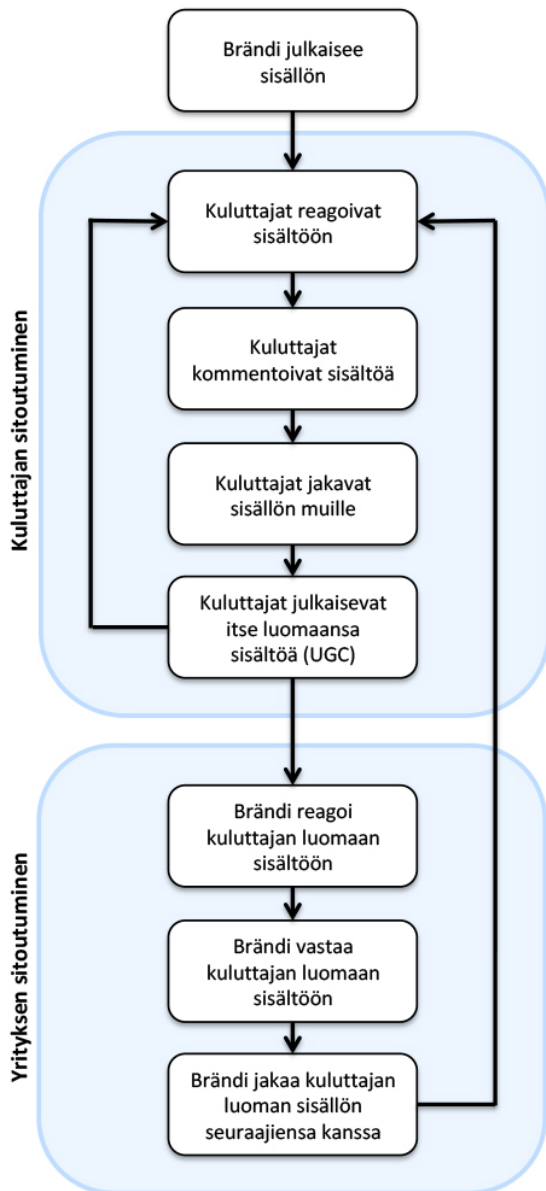 Brändi julkaisee
sisällön
Kuluttajan sitoutuminen
Kuluttajat reagoivat
sisältöön
Kuluttajat
kommentoivat sisältöä
Kuluttajat jakavat
sisällön muille
Kuluttajat julkaisevat
itse luomaansa
sisältöä (UGC)
Yrityksen sitoutuminen
Brändi reagoi
kuluttajan luomaan
sisältöön
Brändi vastaa
kuluttajan luomaan
sisältöön
Brändi jakaa kuluttajan
luoman sisällön
seuraajiensa kanssa